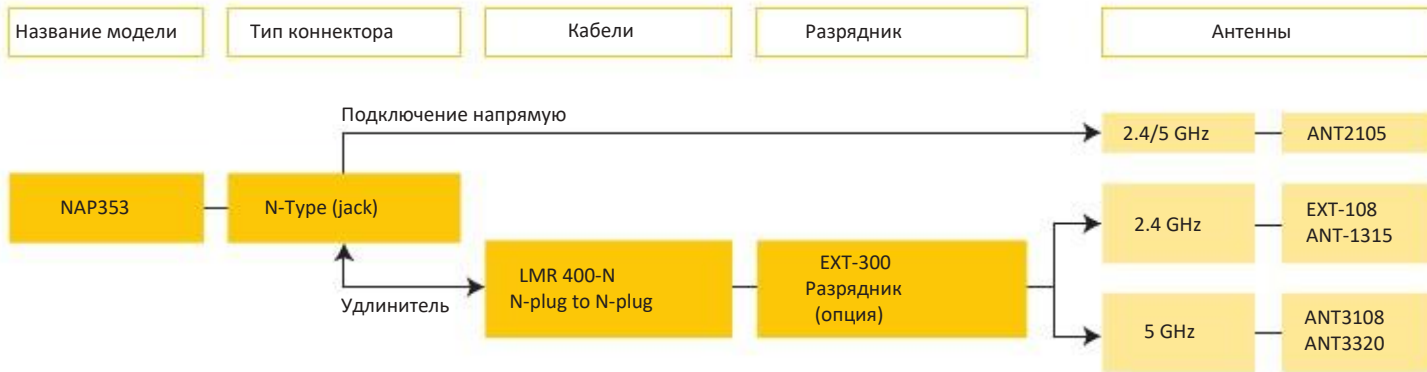 Название модели
Тип коннектора
Кабели
Разрядник
Антенны
Подключение напрямую
2.4/5 GHz
ANT2105
NAP353
N-Type (jack)
2.4 GHz
EXT-108
ANT-1315
Удлинитель
LMR 400-N
N-plug to N-plug
EXT-300
Разрядник
(опция)
5 GHz
ANT3108
ANT3320